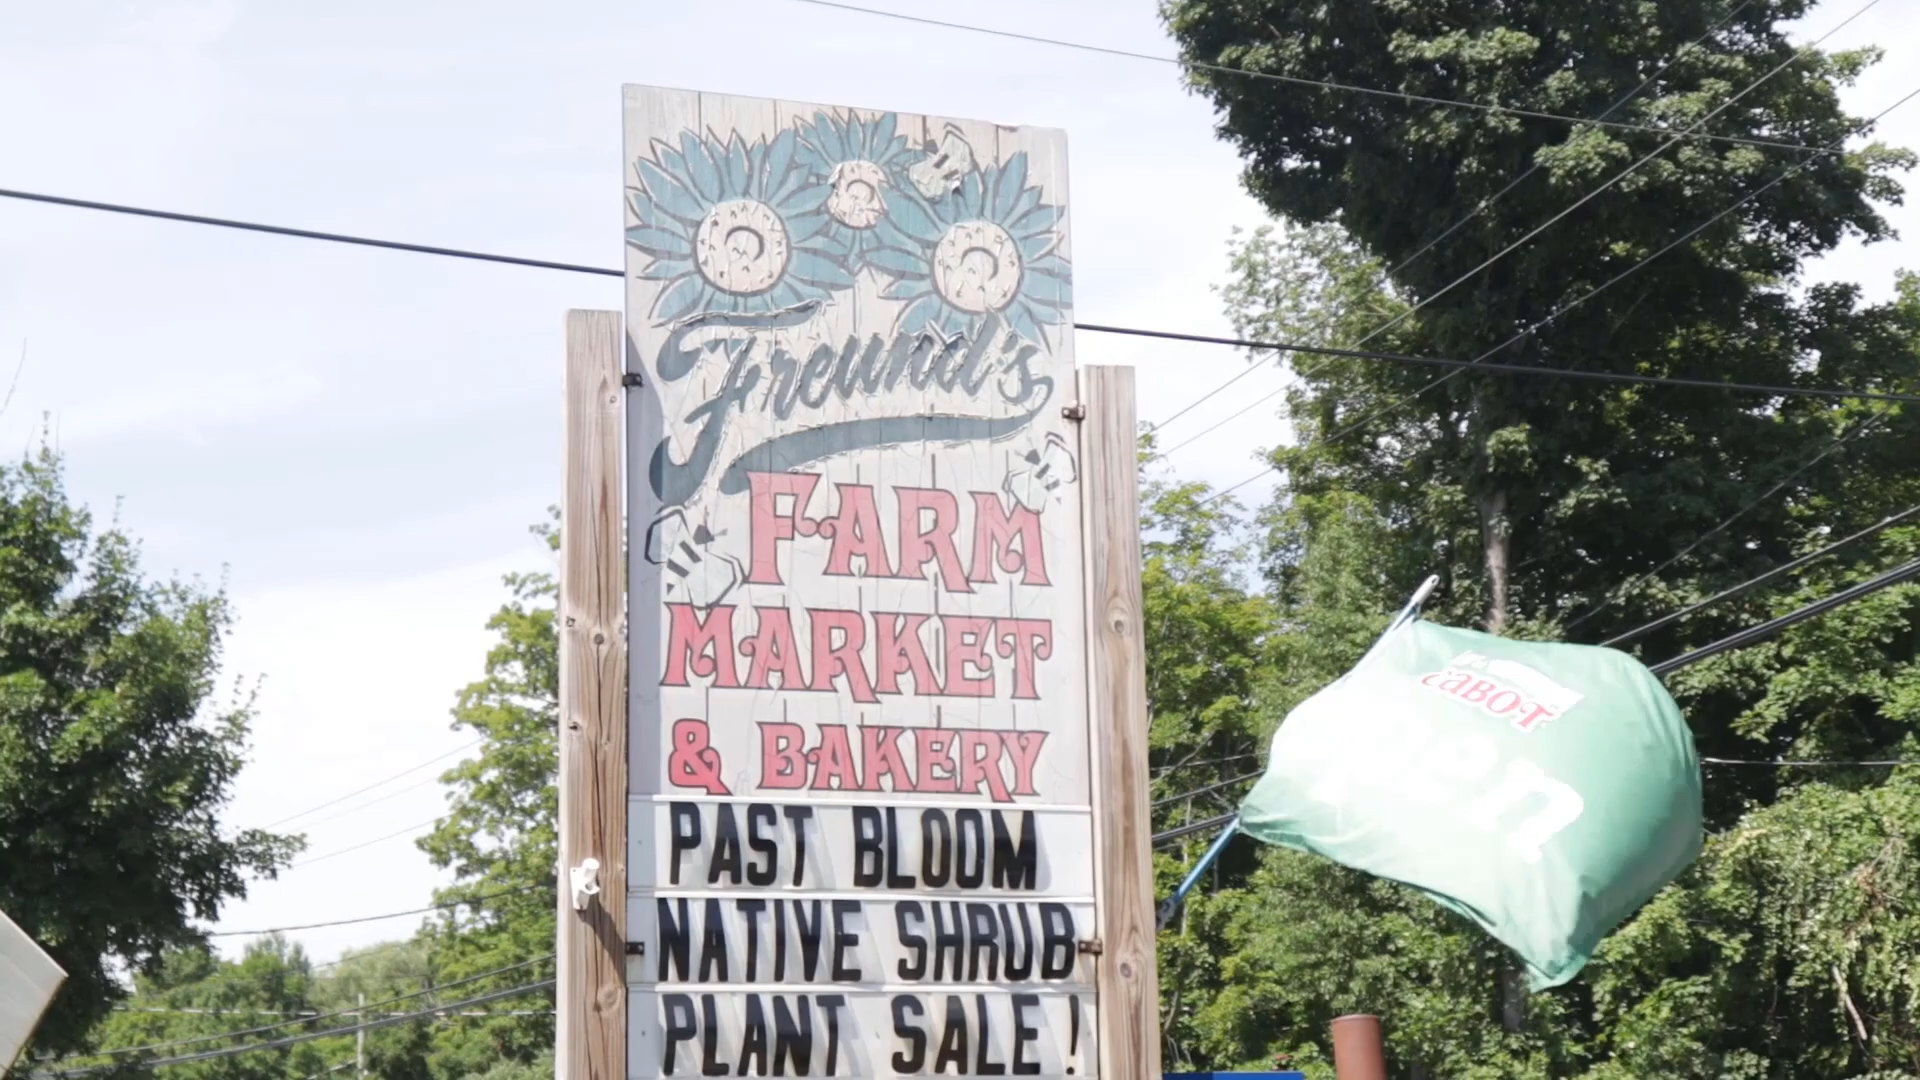 Freund's
FARM
MARKET
& BAKERY
PAST BLOOM
NATIVE SHRUB
PLANT SALE!
CABOT